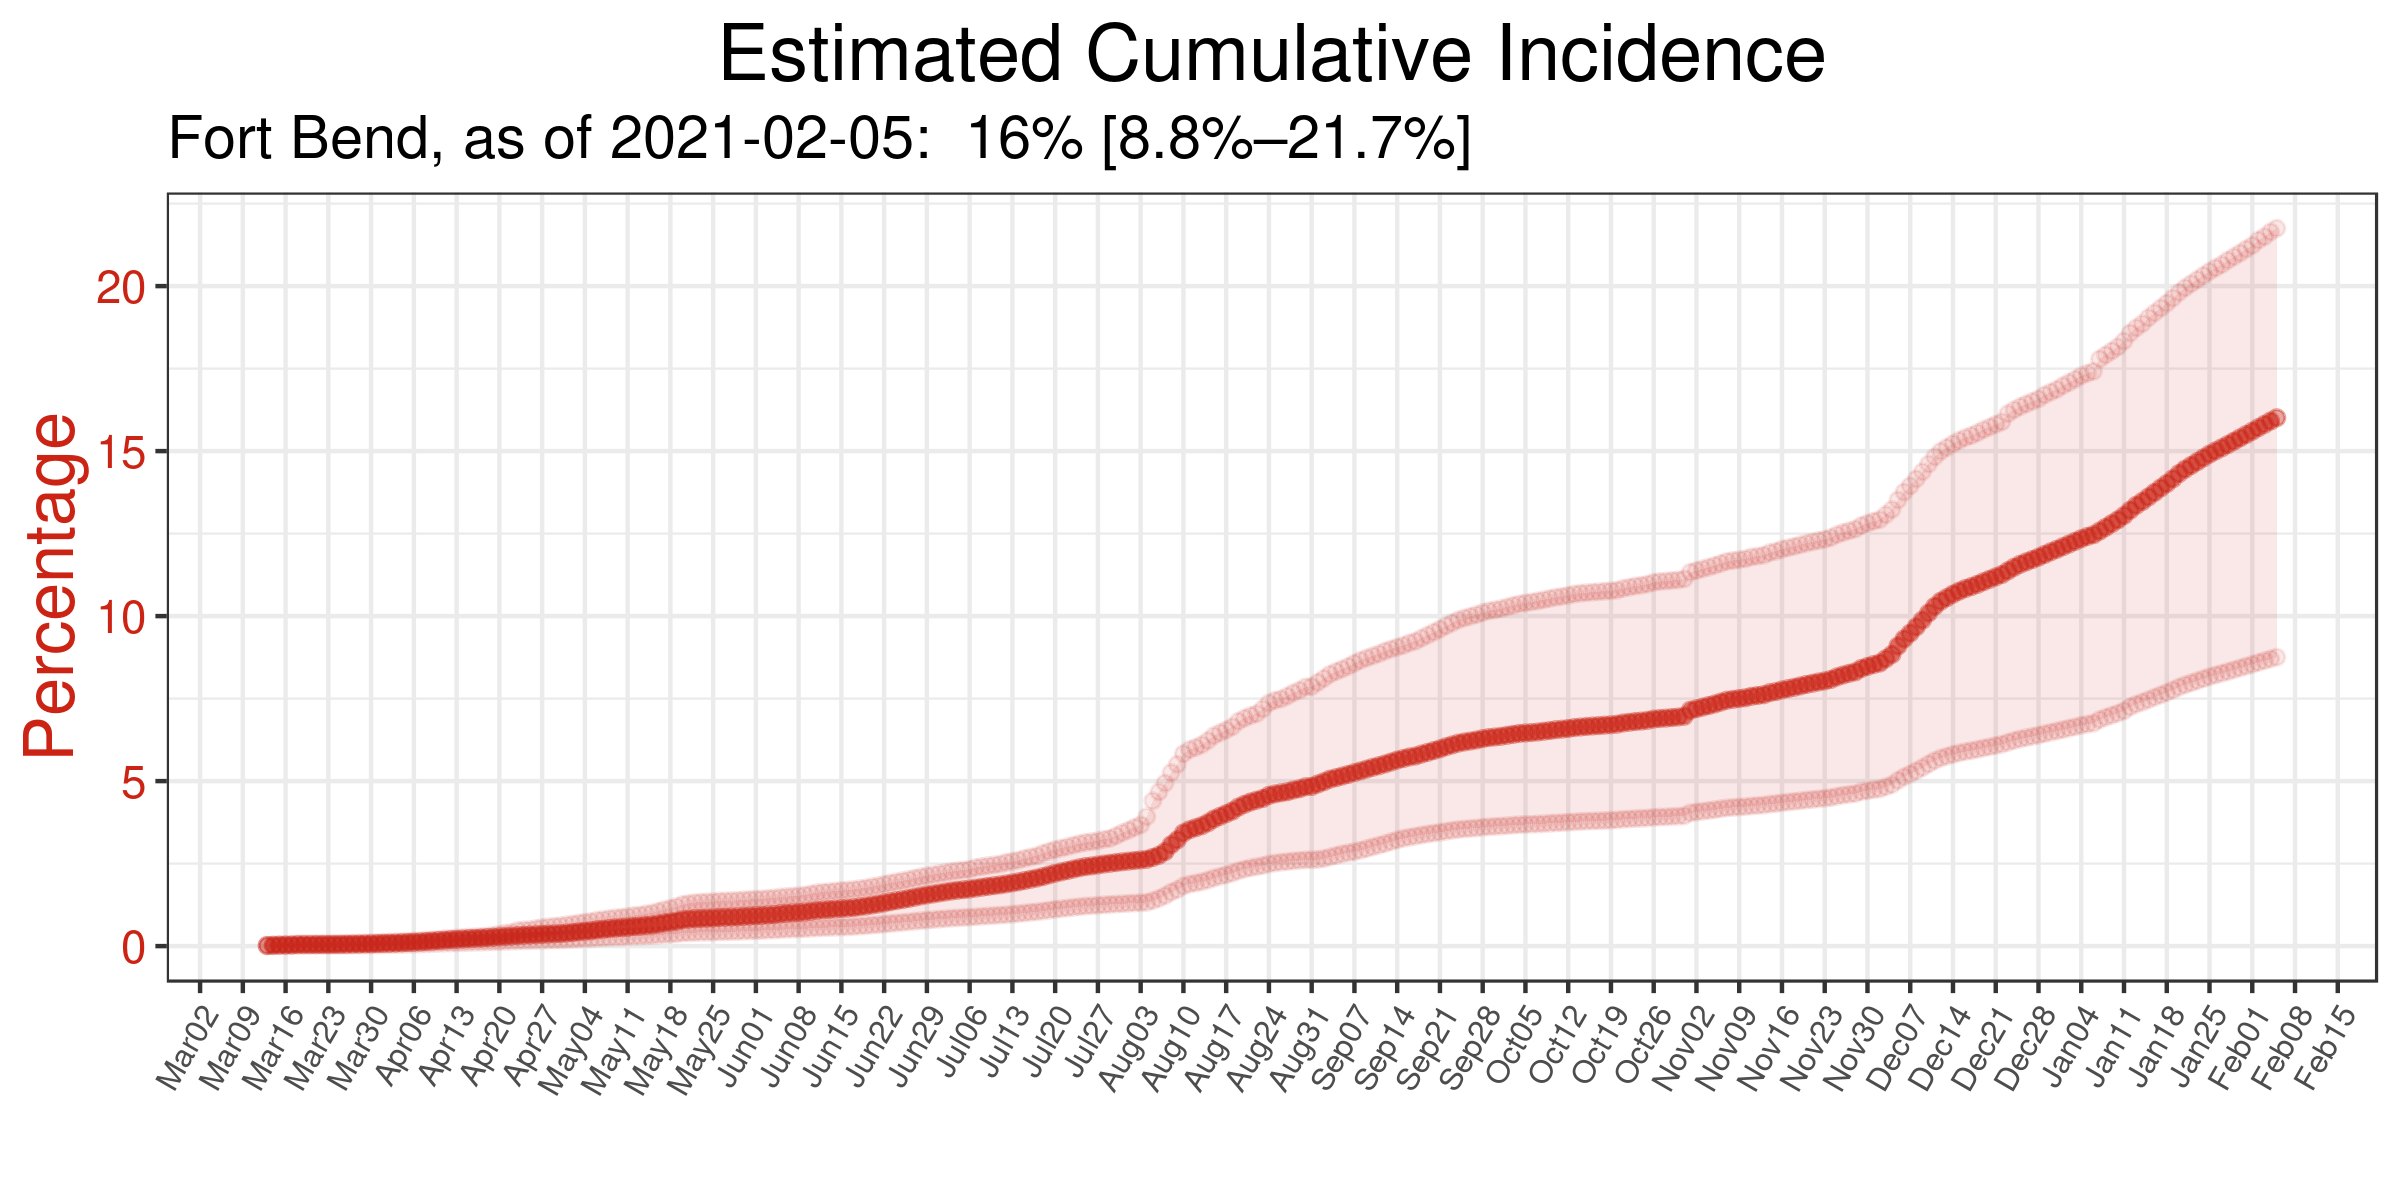 Estimated Cumulative Incidence
Fort Bend, as of 2021-02-05:  16% [8.8%–21.7%]
Percentage
20
15
10
5
0
Mar02
Mar09
Mar16
Mar23
Mar30
Apr06
Apr13
Apr20
Apr27
May04
May11
May18
May25
Jun01
Jun08
Jun15
Jun22
Jun29
Jul06
Jul13
Jul20
Jul27
Aug03
Aug10
Aug17
Aug24
Aug31
Sep07
Sep14
Sep21
Sep28
Oct05
Oct12
Oct19
Oct26
Nov02
Nov09
Nov16
Nov23
Nov30
Dec07
Dec14
Dec21
Dec28
Jan04
Jan11
Jan18
Jan25
Feb01
Feb08
Feb15